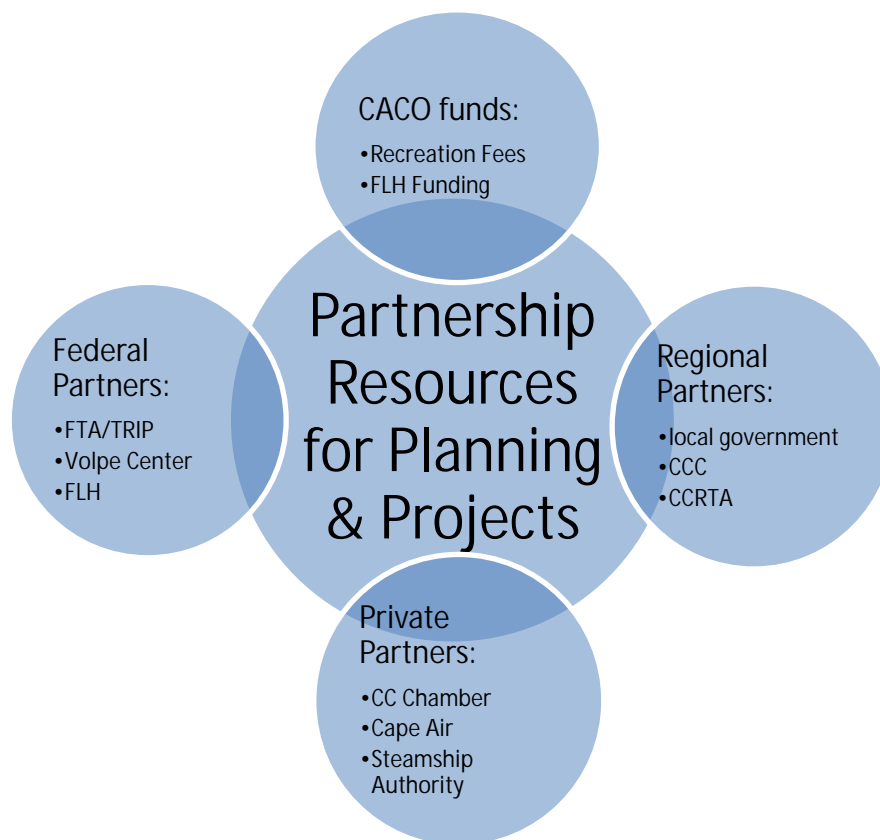 CACO funds:
•Recreation Fees
•FLH Funding
Partnership
Resources
for Planning
& Projects
Federal
Partners:
•FTA/TRIP
•Volpe Center
•FLH
Regional
Partners:
•local government
•CCC
•CCRTA
Private
Partners:
•CC Chamber
•Cape Air
•Steamship
Authority